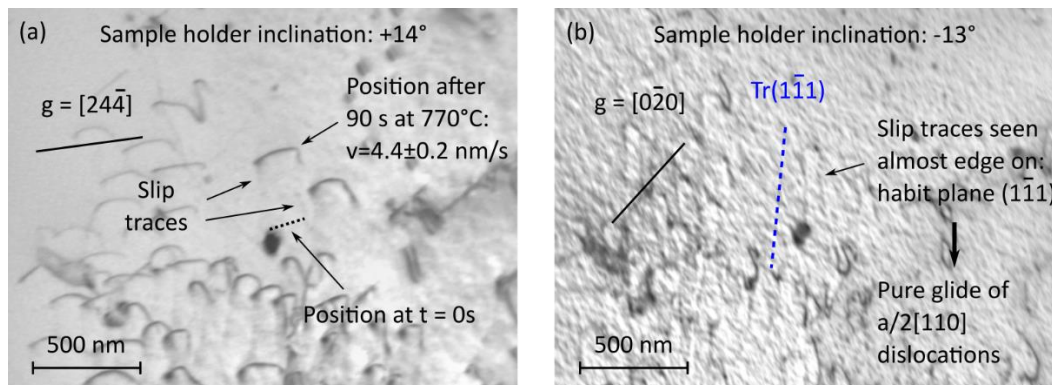 (a)
Sample holder inclination: +14°
g = [244̄]
Position after
90 s at 770°C:
v=4.4±0.2 nm/s
Slip
traces
Position at t = 0s
500 nm
(b)
Sample holder inclination: -13°
g = [02̄0]
Tr(11̄1)
Slip traces seen
almost edge on:
habit plane (11̄1)
Pure glide of
a/2[110]
dislocations
500 nm